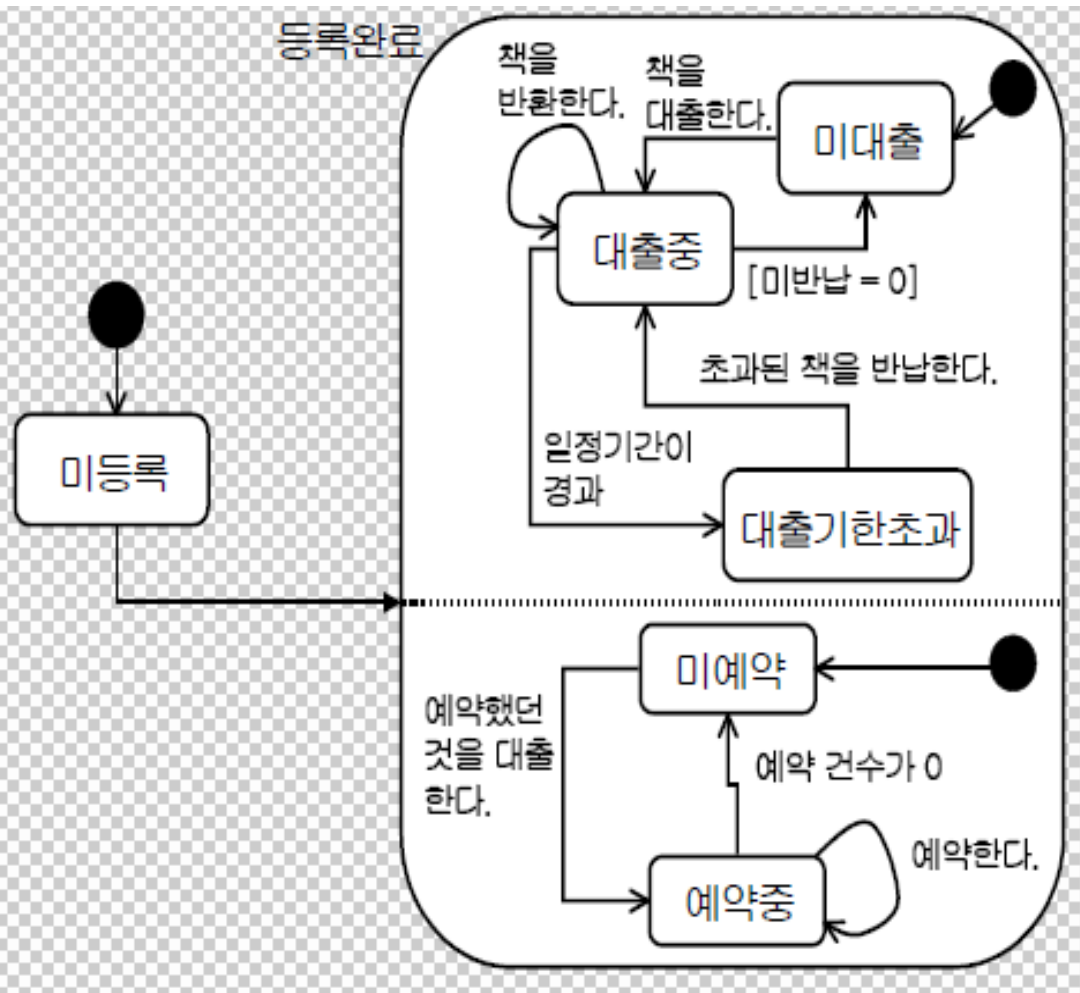 등록완료
책을
반환한다.
책을
대출한다.
미대출
대출중
[미반납 = 0]
초과된 책을 반납한다.
일정기간이
경과
대출기한초과
미등록
미예약
예약했던
것을 대출
한다.
예약 건수가 0
예약한다.
예약중